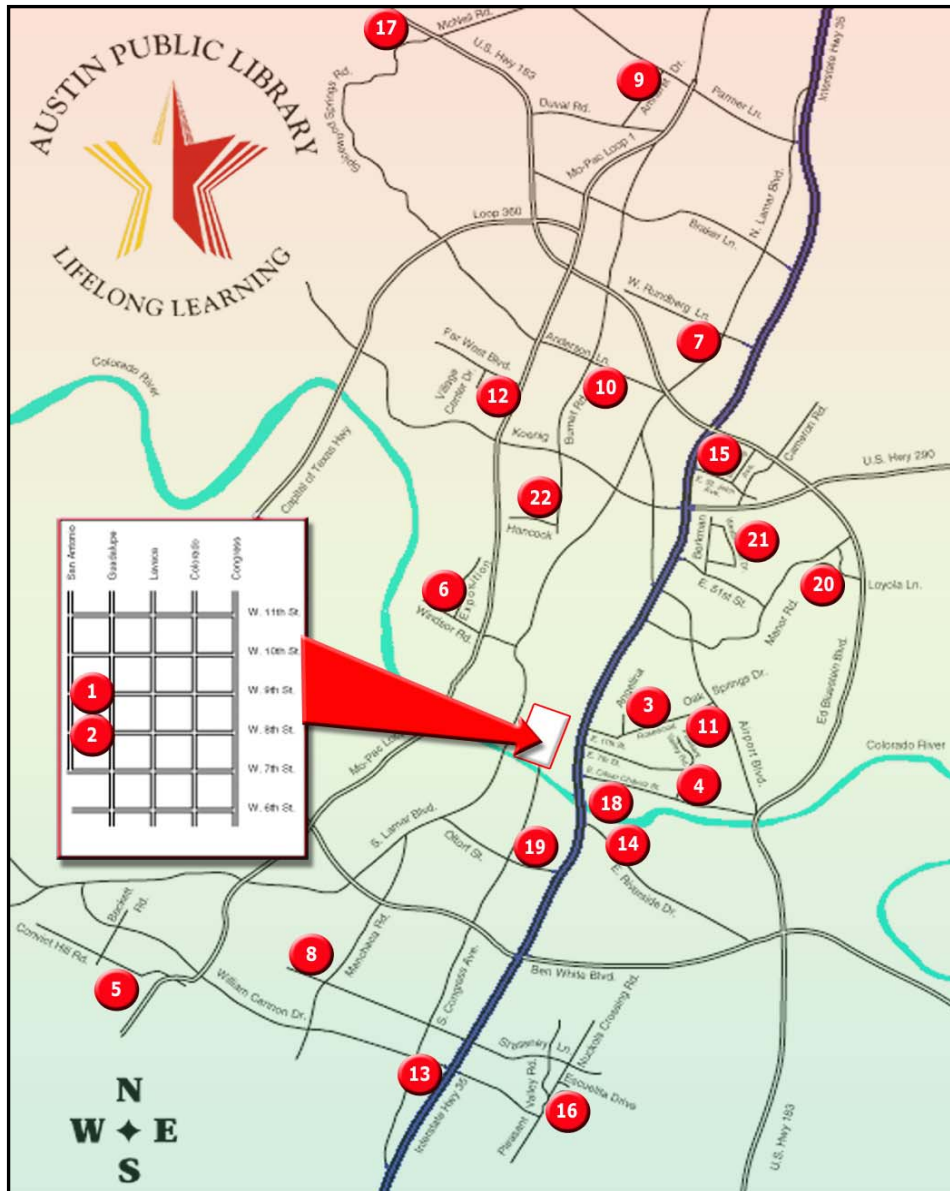 AUSTIN PUBLIC LIBRARY
LIFELONG LEARNING
17
McNeil Rd.
U.S. Hwy 183
9
Amherst Dr.
Parmer Ln.
Interstate Hwy 35
Spicewood Springs Rd.
Duval Rd.
Mo-Pac Loop 1
N. Lamar Blvd.
Braker Ln.
Loop 360
W. Rundberg Ln.
7
Colorado River
Far West Blvd.
Village
Center Dr
12
Anderson Ln.
10
Burnet Rd.
Koenig
Capital of Texas Hwy
15
Cameron Rd.
E. St. John
Ave.
U.S. Hwy 290
22
Hancock
Berkman
21
E. 51st St.
Manor Rd.
20
Loyola Ln.
6
Exposition
Windsor Rd.
San Antonio
Guadalupe
Lavaca
Colorado
Congress
W. 11th St.
W. 10th St.
1
W. 9th St.
2
W. 8th St.
W. 7th St.
W. 6th St.
Angelina
3
Oak Springs Dr.
Rosewood
11
E. 11th St.
E. 7th St.
4
Airport Blvd.
Ed Bluestein Blvd.
Colorado River
Mo-Pac Loop
18
14
E. Riverside Dr.
S. Lamar Blvd.
Oltorf St.
19
Convict Hill Rd.
5
8
Manchaca Rd.
William Cannon Dr.
S. Congress Ave.
Ben White Blvd.
Stassney Ln.
Nuckols Crossing Rd.
Escuelita Drive
Pleasant Valley Rd.
13
16
Interstate Hwy 35
U.S. Hwy 183
N
W E
S